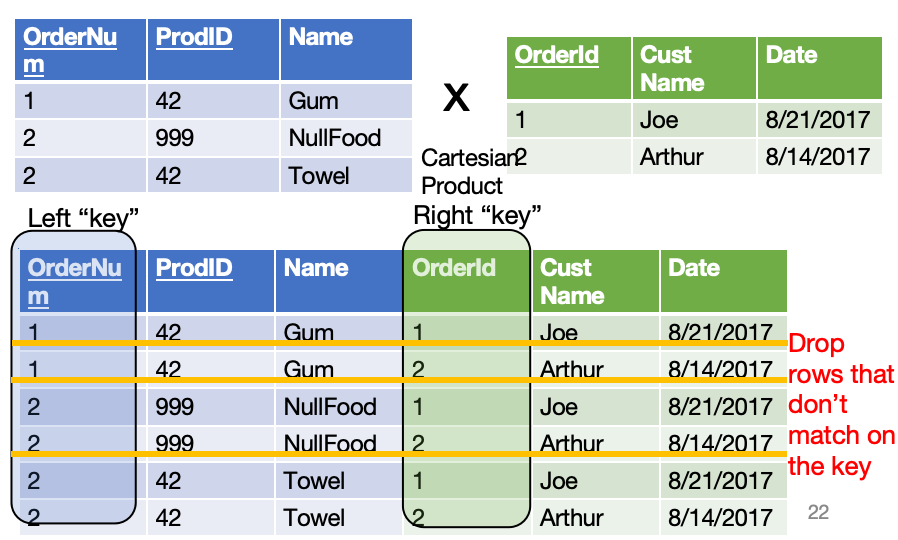 OrderNu ProdID Name
m
1 42 Gum
2 999 NullFood
2 42 Towel
X
Cartesian
Product
OrderId Cust Date
Name
1 Joe 8/21/2017
2 Arthur 8/14/2017
Left “key” Right “key”
OrderNu ProdID Name OrderId Cust Date
m Name
1 42 Gum 1 Joe 8/21/2017
1 42 Gum 2 Arthur 8/14/2017
2 999 NullFood 1 Joe 8/21/2017
2 999 NullFood 2 Arthur 8/14/2017
2 42 Towel 1 Joe 8/21/2017
2 42 Towel 2 Arthur 8/14/2017
Drop
rows that
don’t
match on
the key
22